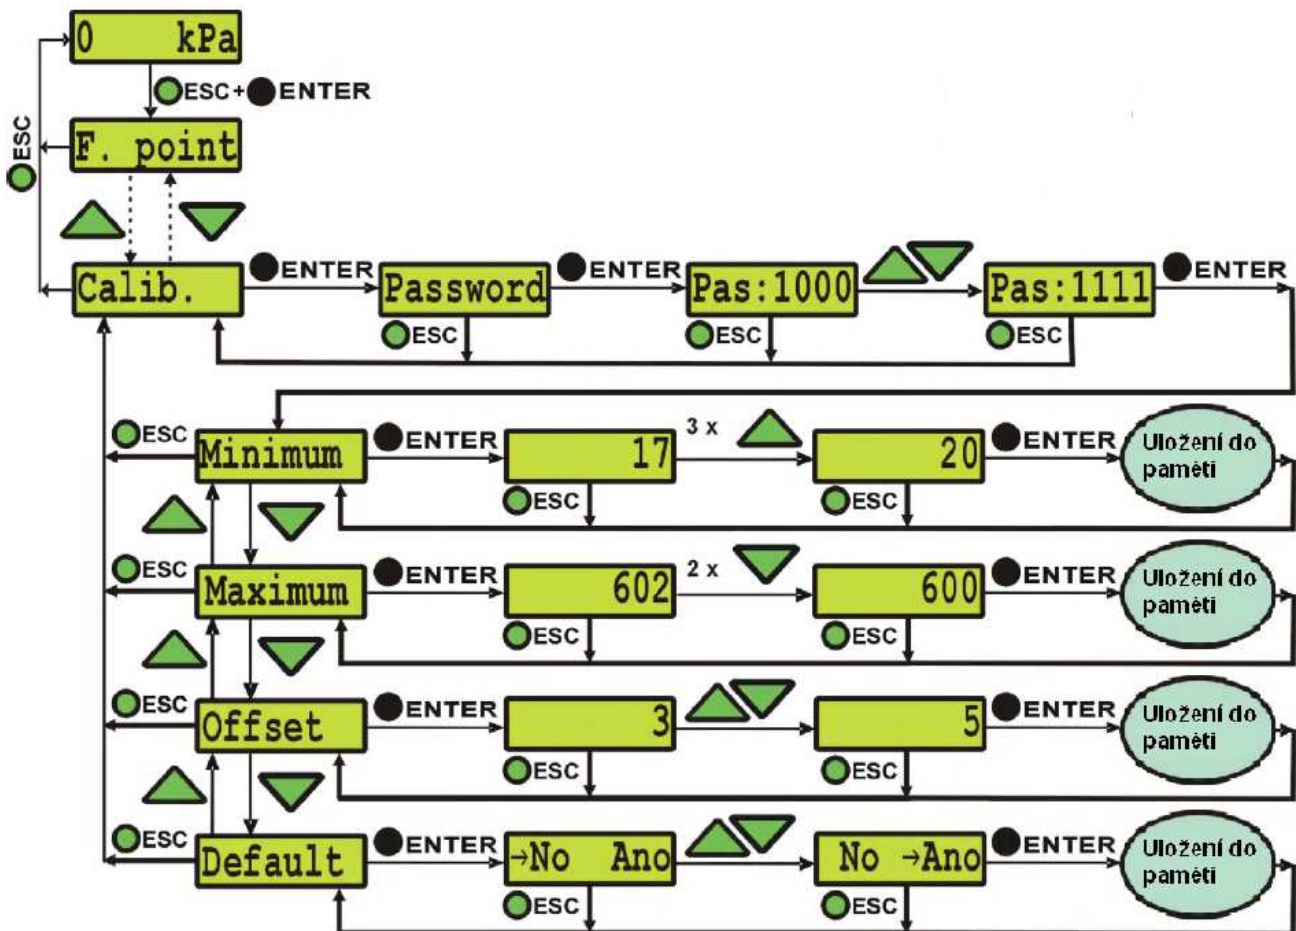 0 kPa
ESC+ ENTER
ESC
F. point
Calib.
ENTER
Password
ENTER
Pas:1000
Pas:1111
ENTER
ESC
ESC
ESC
ESC
Minimum
ENTER
17
3 x
20
ENTER
Uložení do
paměti
ESC
ESC
ESC
Maximum
ENTER
602
2 x
600
ENTER
Uložení do
paměti
ESC
ESC
ESC
Offset
ENTER
3
5
ENTER
Uložení do
paměti
ESC
ESC
ESC
Default
ENTER
→No Ano
No →Ano
ENTER
Uložení do
paměti
ESC
ESC